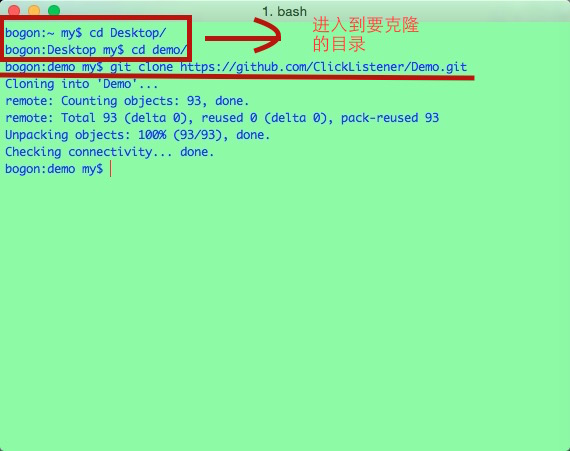 1. bash
bogon:~ my$ cd Desktop/
bogon:Desktop my$ cd demo/
进入到要克隆
的目录
bogon:demo my$ git clone https://github.com/ClickListener/Demo.git
Cloning into 'Demo'...
remote: Counting objects: 93, done.
remote: Total 93 (delta 0), reused 0 (delta 0), pack-reused 93
Unpacking objects: 100% (93/93), done.
Checking connectivity... done.
bogon:demo my$